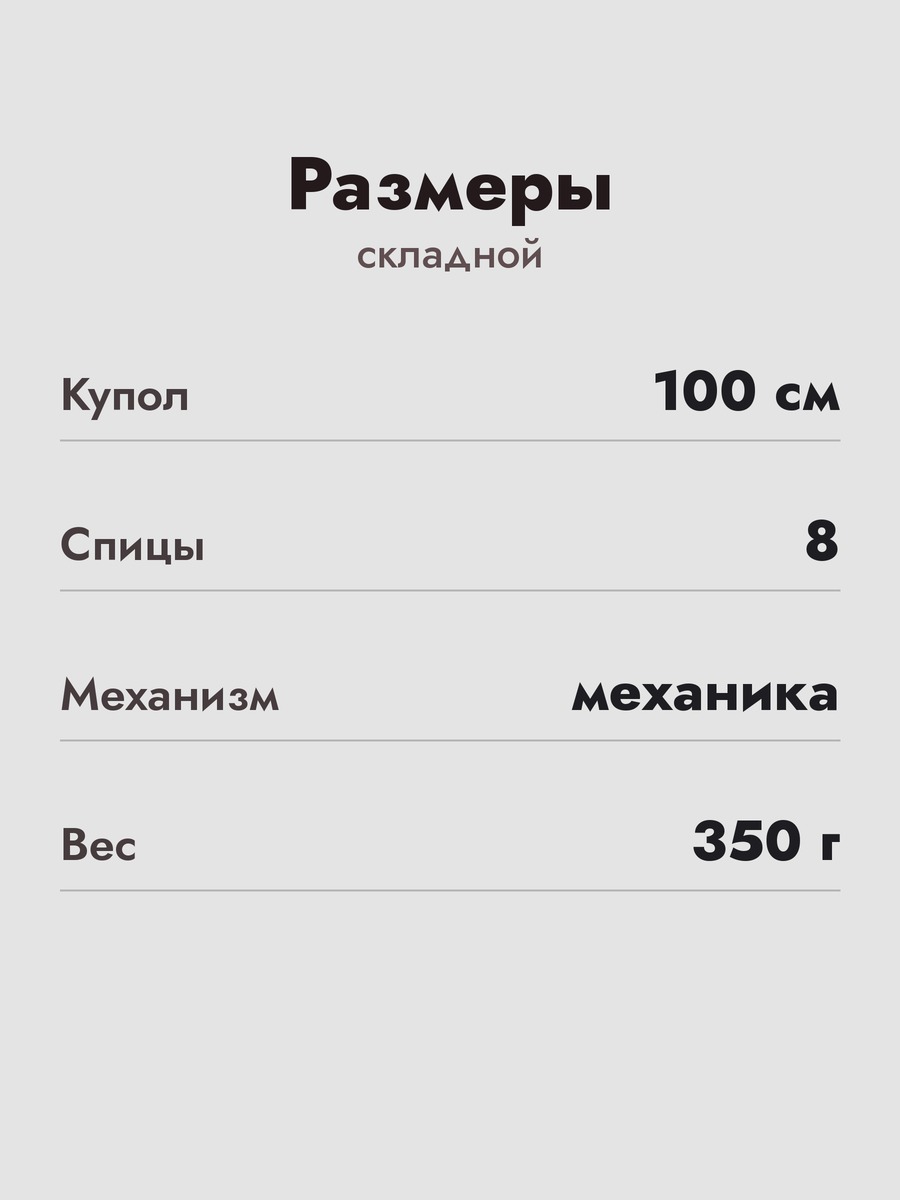 Размеры
складной
Купол 100 см
Спицы 8
Механизм механика
Вес 350 г